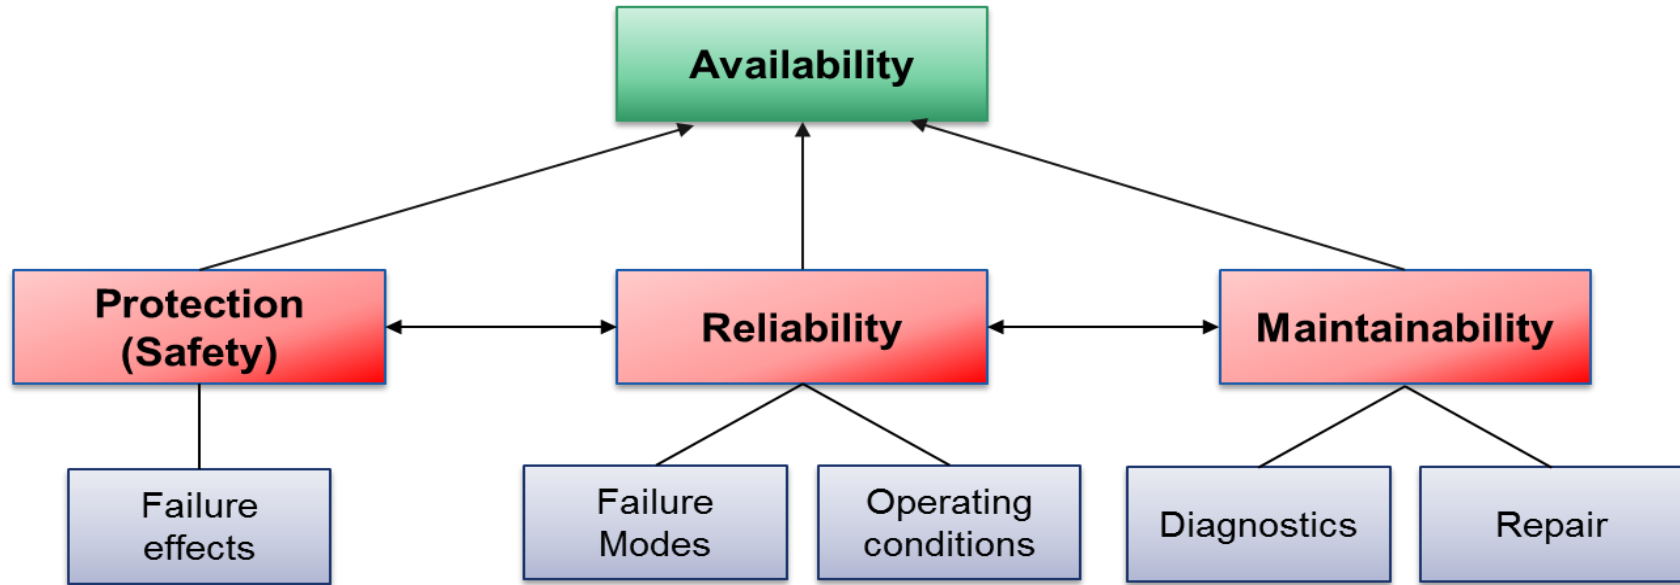 Availability
Protection
(Safety)
Reliability
Maintainability
Failure
effects
Failure
Modes
Operating
conditions
Diagnostics
Repair